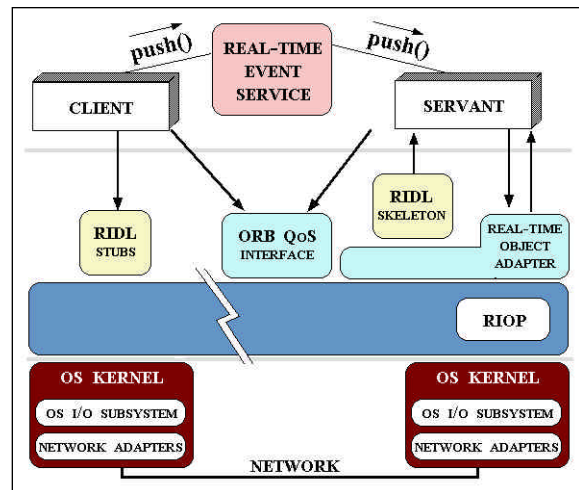 push()
REAL-TIME
EVENT
SERVICE
push()
CLIENT
SERVANT
RIDL
STUBS
ORB QoS
INTERFACE
RIDL
SKELETON
REAL-TIME
OBJECT
ADAPTER
RIOP
OS KERNEL
OS I/O SUBSYSTEM
NETWORK ADAPTERS
OS KERNEL
OS I/O SUBSYSTEM
NETWORK ADAPTERS
NETWORK